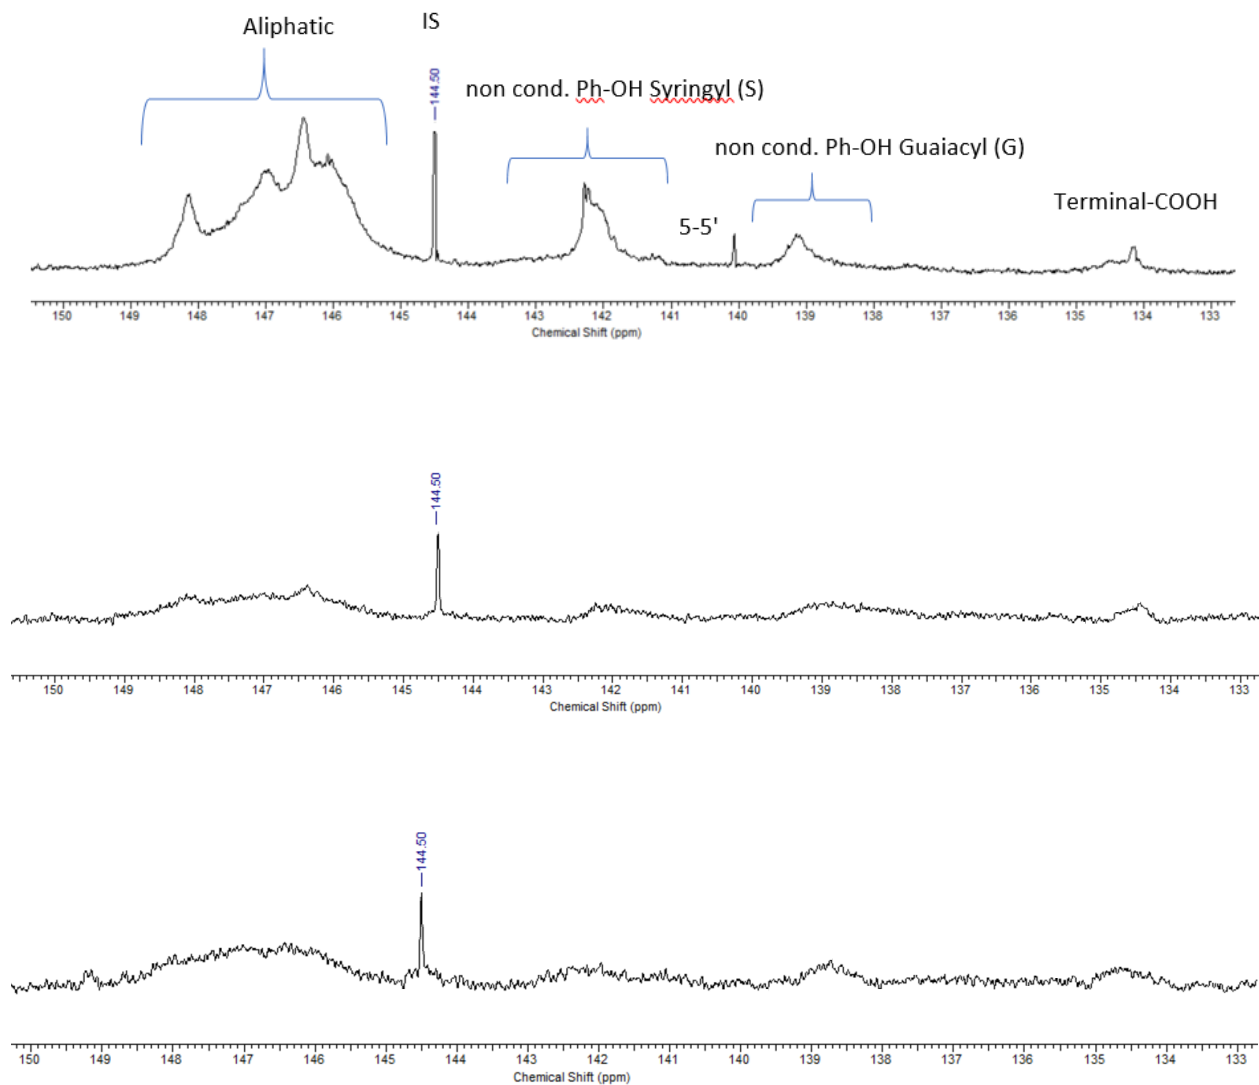 Aliphatic
IS
non cond. Ph-OH Syringyl (S)
non cond. Ph-OH Guaiacyl (G)
5-5'
Terminal-COOH
144.50
150 149 148 147 146 145 144 143 142 141 140 139 138 137 136 135 134 133
Chemical Shift (ppm)
144.50
150 149 148 147 146 145 144 143 142 141 140 139 138 137 136 135 134 133
Chemical Shift (ppm)
144.50
150 149 148 147 146 145 144 143 142 141 140 139 138 137 136 135 134 133
Chemical Shift (ppm)